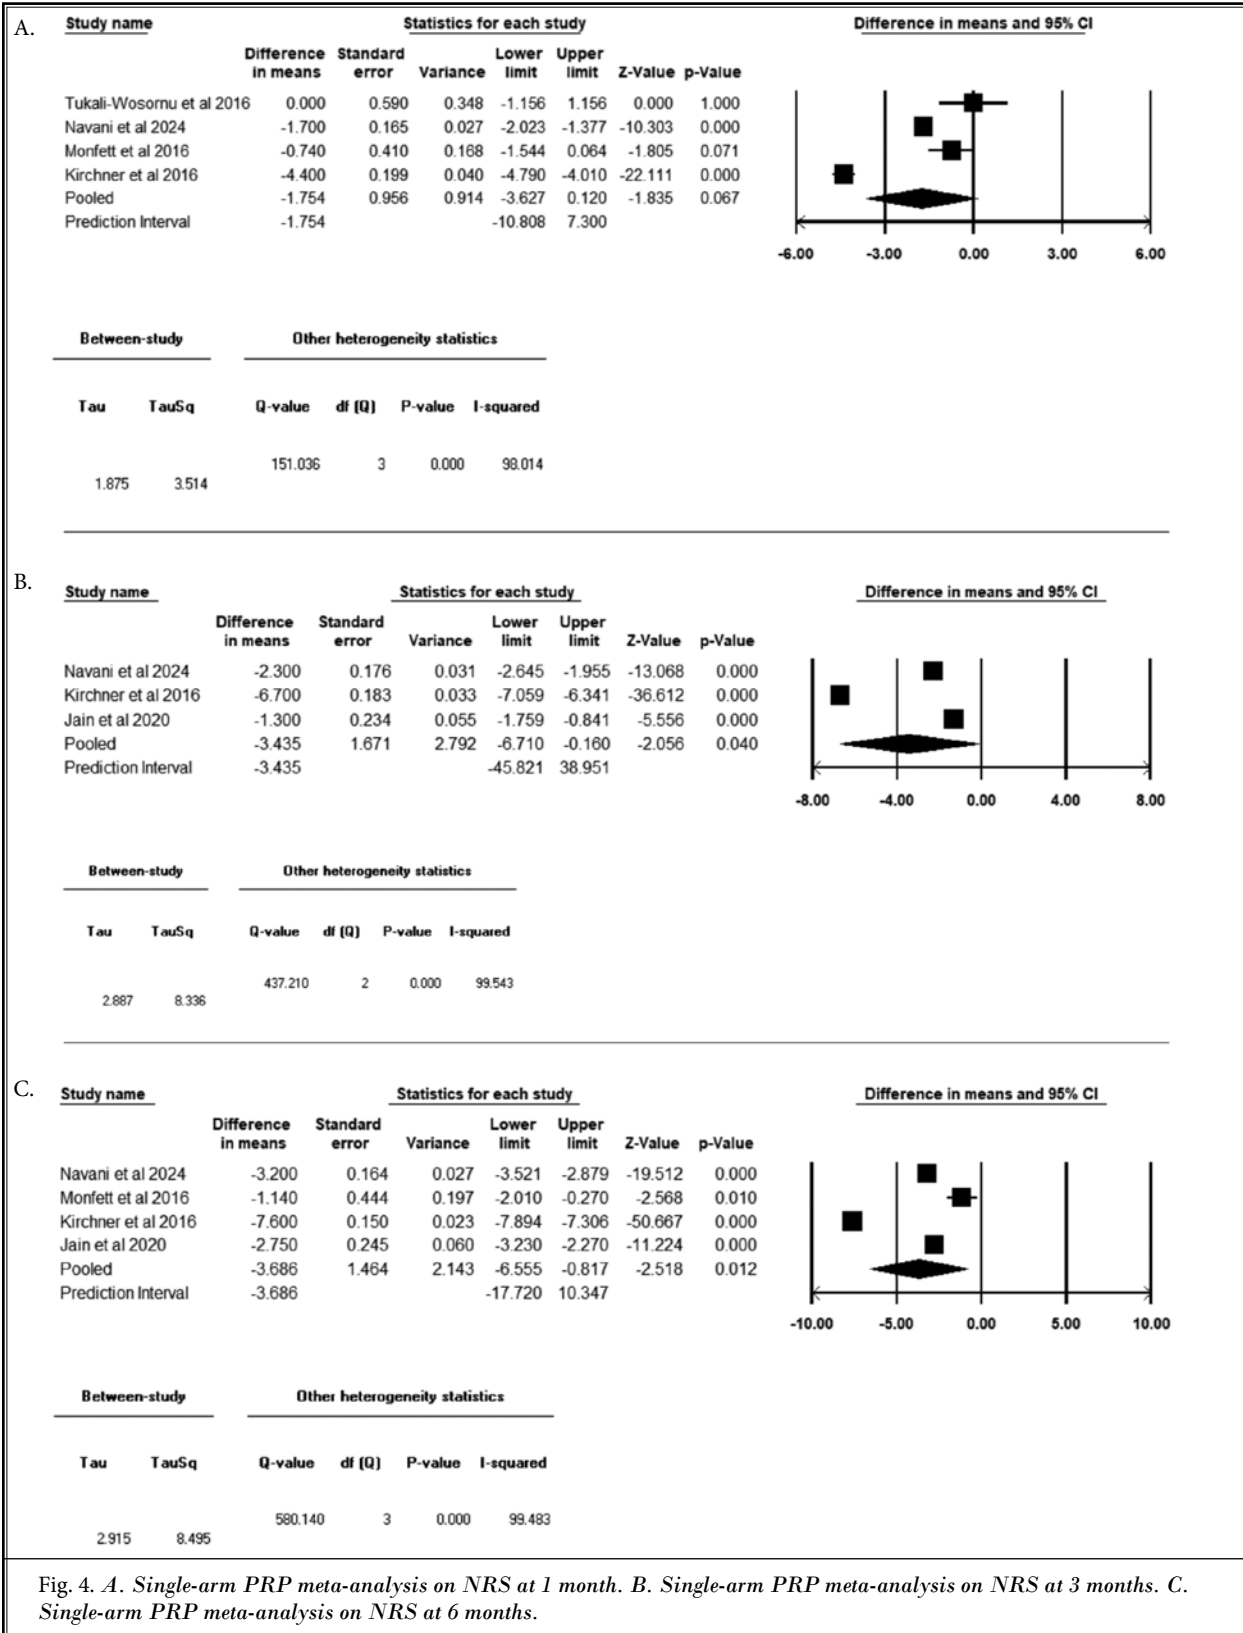 A.
Study name Statistics for each study Difference in means and 95% CI
Difference Standard Lower Upper
in means error Variance limit limit Z-Value p-Value
Tukali-Wosornu et al 2016 0.000 0.590 0.348 -1.156 1.156 0.000 1.000
Navani et al 2024 -1.700 0.165 0.027 -2.023 -1.377 -10.303 0.000
Monfett et al 2016 -0.740 0.410 0.168 -1.544 0.064 -1.805 0.071
Kirchner et al 2016 -4.400 0.199 0.040 -4.790 -4.010 -22.111 0.000
Pooled -1.754 0.956 0.914 -3.627 0.120 -1.835 0.067
Prediction Interval -1.754 -10.808 7.300
-6.00 -3.00 0.00 3.00 6.00
Between-study Other heterogeneity statistics
Tau TauSq Q-value df (Q) P-value I-squared
151.036 3 0.000 98.014
1.875 3.514
B.
Study name Statistics for each study Difference in means and 95% CI
Difference Standard Lower Upper
in means error Variance limit limit Z-Value p-Value
Navani et al 2024 -2.300 0.176 0.031 -2.645 -1.955 -13.068 0.000
Kirchner et al 2016 -6.700 0.183 0.033 -7.059 -6.341 -36.612 0.000
Jain et al 2020 -1.300 0.234 0.055 -1.759 -0.841 -5.556 0.000
Pooled -3.435 1.671 2.792 -6.710 -0.160 -2.056 0.040
Prediction Interval -3.435 -45.821 38.951
-8.00 -4.00 0.00 4.00 8.00
Between-study Other heterogeneity statistics
Tau TauSq Q-value df (Q) P-value I-squared
437.210 2 0.000 99.543
2.887 8.336
C.
Study name Statistics for each study Difference in means and 95% CI
Difference Standard Lower Upper
in means error Variance limit limit Z-Value p-Value
Navani et al 2024 -3.200 0.164 0.027 -3.521 -2.879 -19.512 0.000
Monfett et al 2016 -1.140 0.444 0.197 -2.010 -0.270 -2.568 0.010
Kirchner et al 2016 -7.600 0.150 0.023 -7.894 -7.306 -50.667 0.000
Jain et al 2020 -2.750 0.245 0.060 -3.230 -2.270 -11.224 0.000
Pooled -3.686 1.464 2.143 -6.555 -0.817 -2.518 0.012
Prediction Interval -3.686 -17.720 10.347
-10.00 -5.00 0.00 5.00 10.00
Between-study Other heterogeneity statistics
Tau TauSq Q-value df (Q) P-value I-squared
580.140 3 0.000 99.483
2.915 8.495
Fig. 4. A. Single-arm PRP meta-analysis on NRS at 1 month. B. Single-arm PRP meta-analysis on NRS at 3 months. C.
Single-arm PRP meta-analysis on NRS at 6 months.